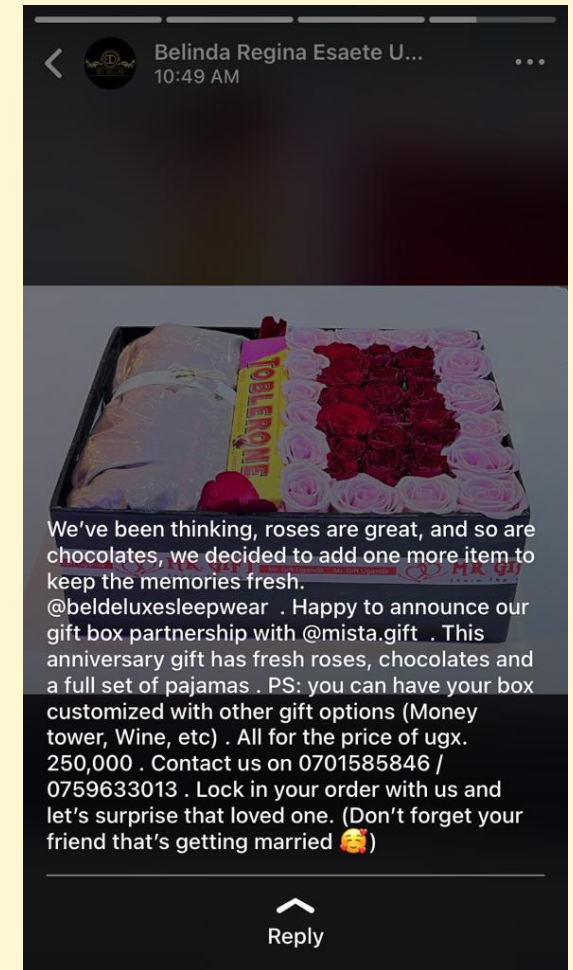 Belinda Regina Esaete U...
10:49 AM
TOBLERONE
We've been thinking, roses are great, and so are
chocolates, we decided to add one more item to
keep the memories fresh.
@beldeluxesleepwear . Happy to announce our
gift box partnership with @mista.gift . This
anniversary gift has fresh roses, chocolates and
a full set of pajamas . PS: you can have your box
customized with other gift options (Money
tower, Wine, etc) . All for the price of ugx.
250,000 . Contact us on 0701585846 /
0759633013 . Lock in your order with us and
let's surprise that loved one. (Don't forget your
friend that's getting married 🥰)
MR GIFT
MR GI
Reply